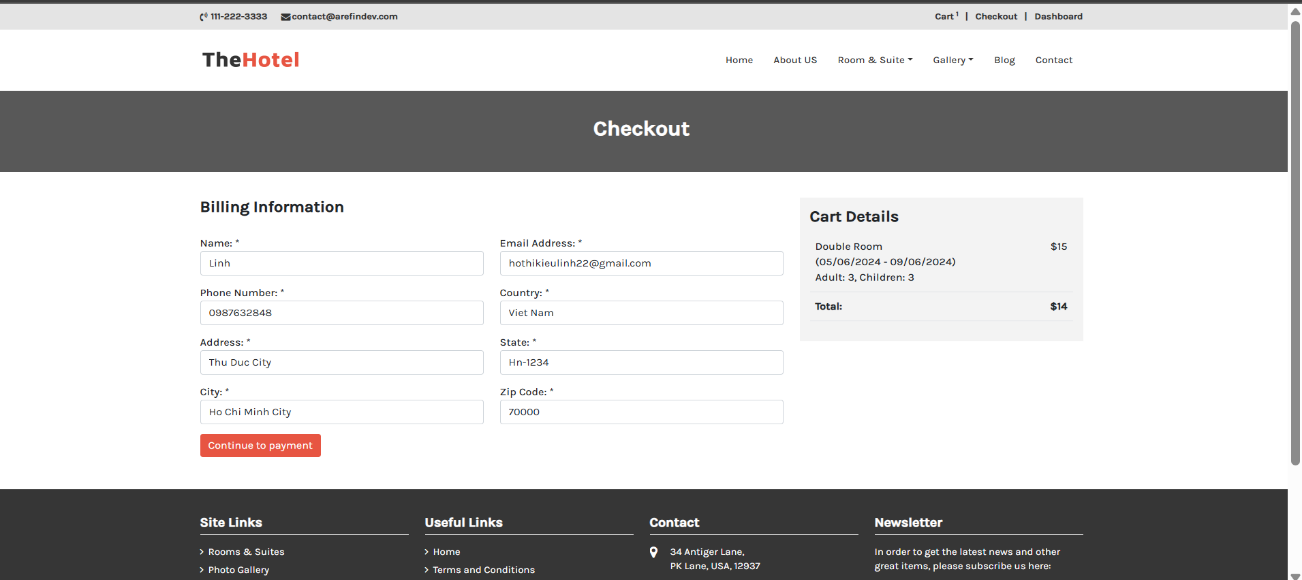 111-222-3333 contact@arefindev.com Cart 1 | Checkout | Dashboard
TheHotel Home About US Room & Suite Gallery Blog Contact
Checkout
Billing Information
Name: * Email Address: *
Linh hothikieulinh22@gmail.com
Phone Number: * Country: *
0987632848 Viet Nam
Address: * State: *
Thu Duc City Hn-1234
City: * Zip Code: *
Ho Chi Minh City 70000
Continue to payment
Cart Details
Double Room $15
(05/06/2024 - 09/06/2024)
Adult: 3, Children: 3
Total: $14
Site Links
Rooms & Suites
Photo Gallery
Useful Links
Home
Terms and Conditions
Contact
34 Antiger Lane,
PK Lane, USA, 12937
Newsletter
In order to get the latest news and other
great items, please subscribe us here: